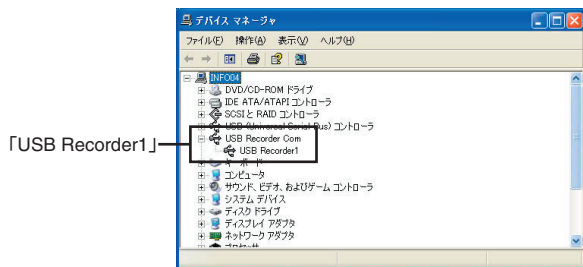 デバイス マネージャ
ファイル(F) 操作(A) 表示(V) ヘルプ(H)
INFO04
DVD/CD-ROM ドライブ
IDE ATA/ATAPI コントローラ
SCSI と RAID コントローラ
USB (Universal Serial Bus) コントローラ
USB Recorder Com
「USB Recorder1」
USB Recorder1
キーボード
コンピュータ
サウンド、ビデオ、およびゲーム コントローラ
システム デバイス
ディスク ドライブ
ディスプレイ アダプタ
ネットワーク アダプタ
プロセッサ